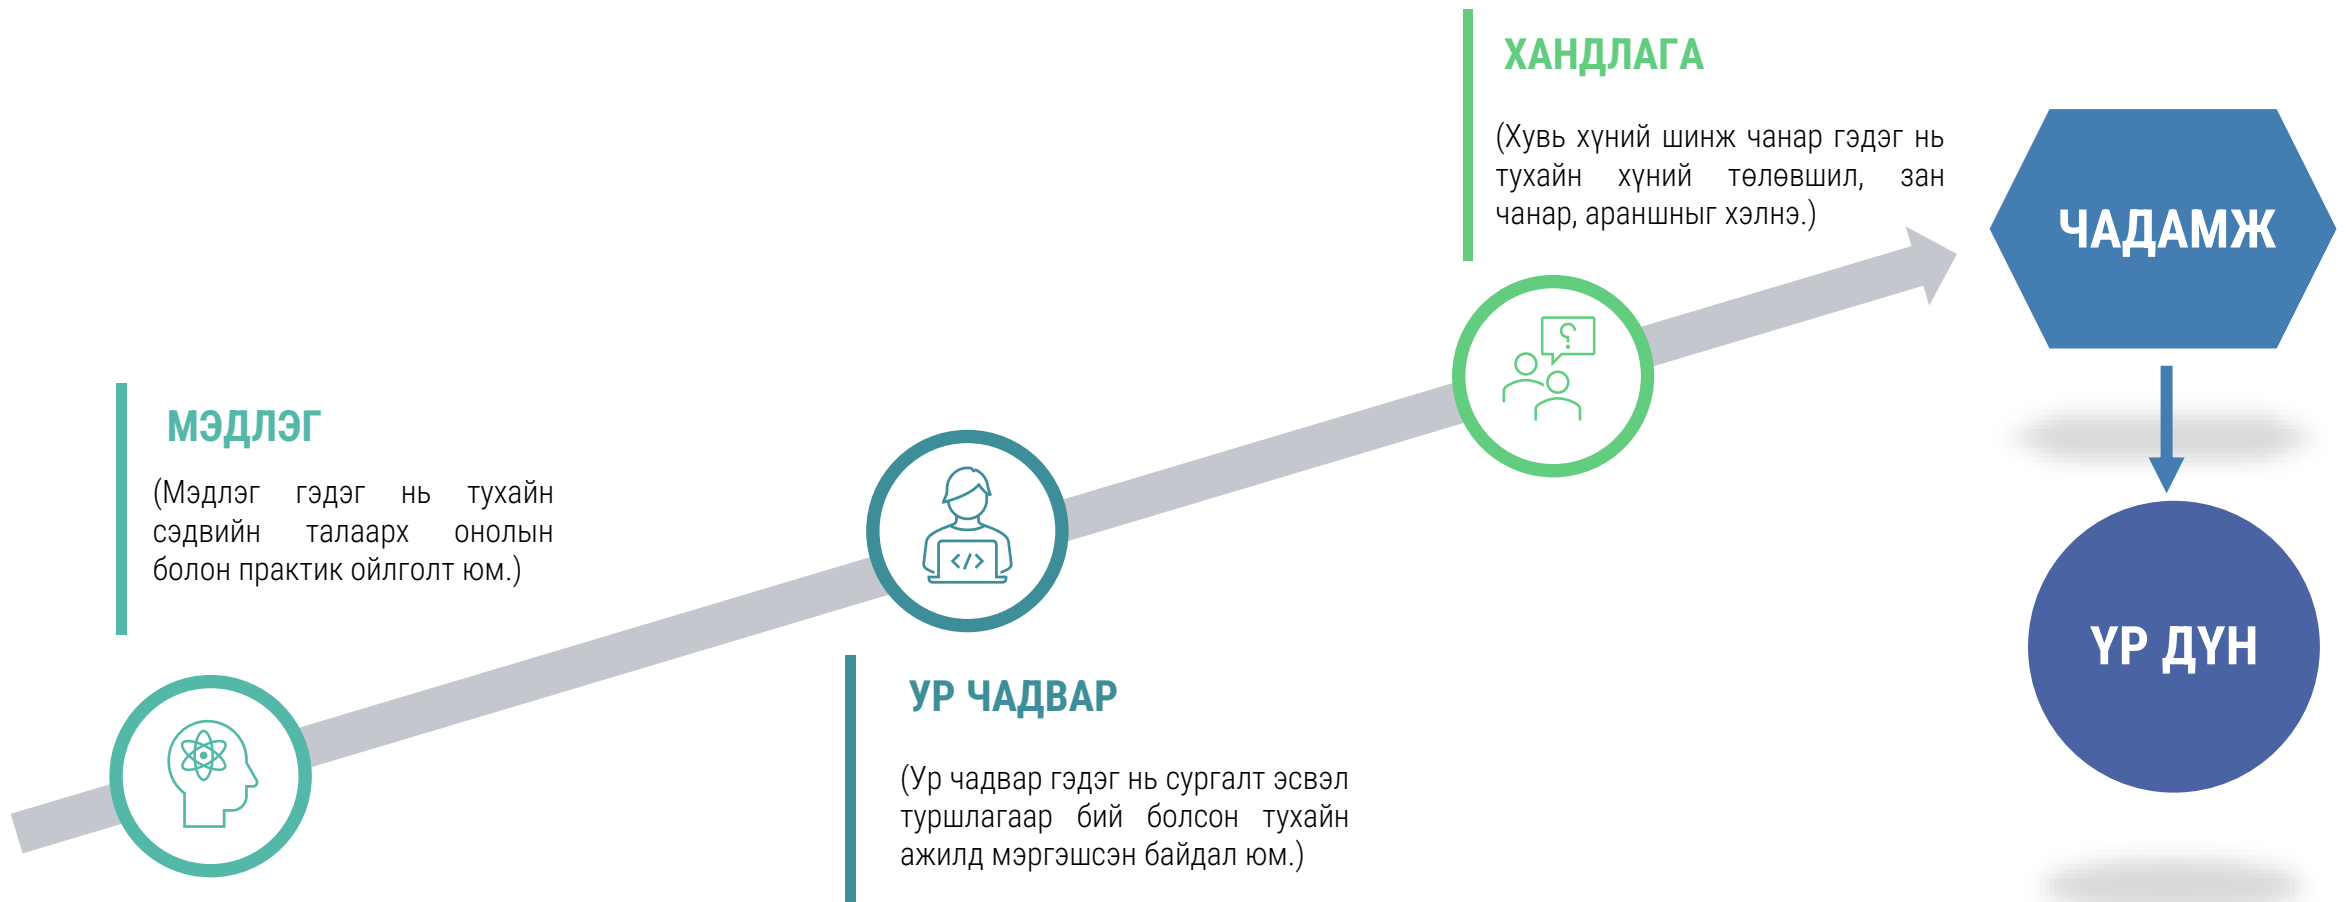 МЭДЛЭГ
(Мэдлэг гэдэг нь тухайн
сэдвийн талаарх онолын
болон практик ойлголт юм.)
УР ЧАДВАР
(Ур чадвар гэдэг нь сургалт эсвэл
туршлагаар бий болсон тухайн
ажилд мэргэшсэн байдал юм.)
ХАНДЛАГА
(Хувь хүний шинж чанар гэдэг нь
тухайн хүний төлөвшил, зан
чанар, араншныг хэлнэ.)
ЧАДАМЖ
ҮР ДҮН